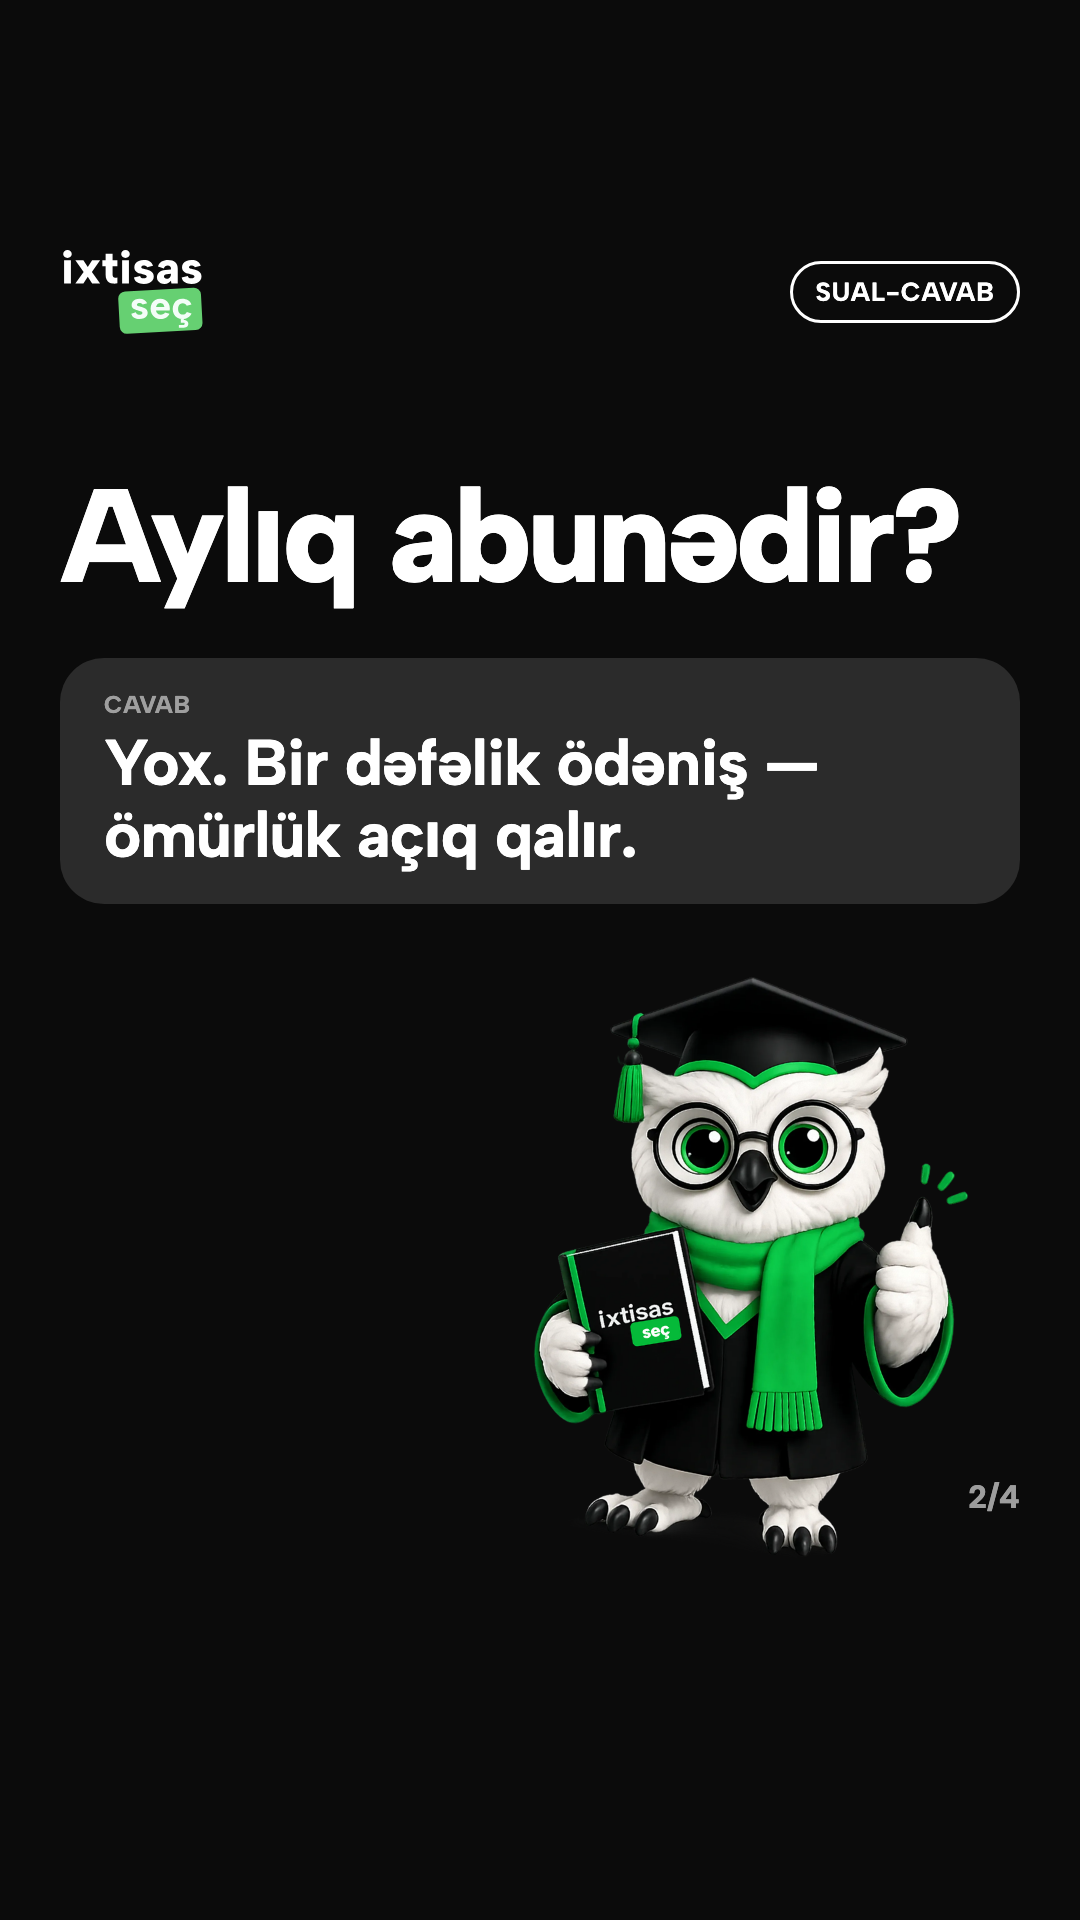 ixtisas
seç
SUAL-CAVAB
Aylıq abunədir?
CAVAB
Yox. Bir dəfəlik ödəniş —
ömürlük açıq qalır.
ixtisas
seç
2/4